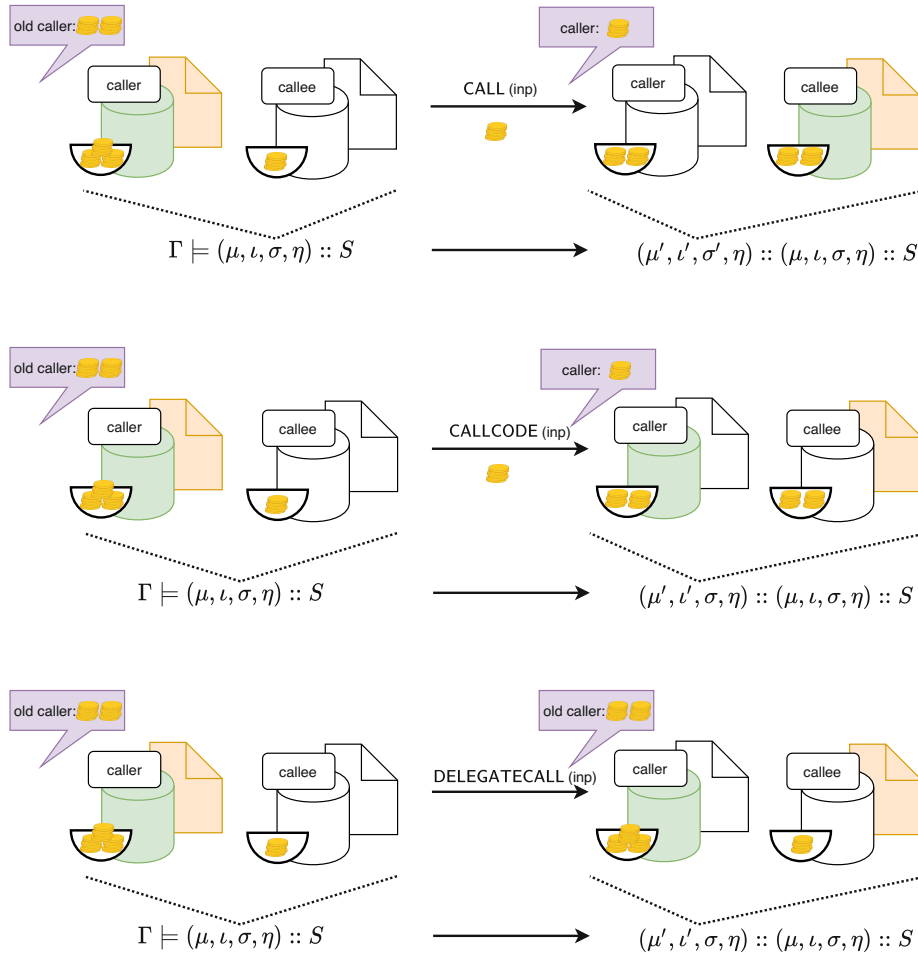 old caller:
caller:
caller
callee
CALL (inp)
caller
callee
Γ ⊨ (μ, ι, σ, η) :: S
(μ′, ι′, σ′, η) :: (μ, ι, σ, η) :: S
old caller:
caller:
caller
callee
CALLCODE (inp)
caller
callee
Γ ⊨ (μ, ι, σ, η) :: S
(μ′, ι′, σ, η) :: (μ, ι, σ, η) :: S
old caller:
old caller:
caller
callee
DELEGATECALL (inp)
caller
callee
Γ ⊨ (μ, ι, σ, η) :: S
(μ′, ι′, σ, η) :: (μ, ι, σ, η) :: S